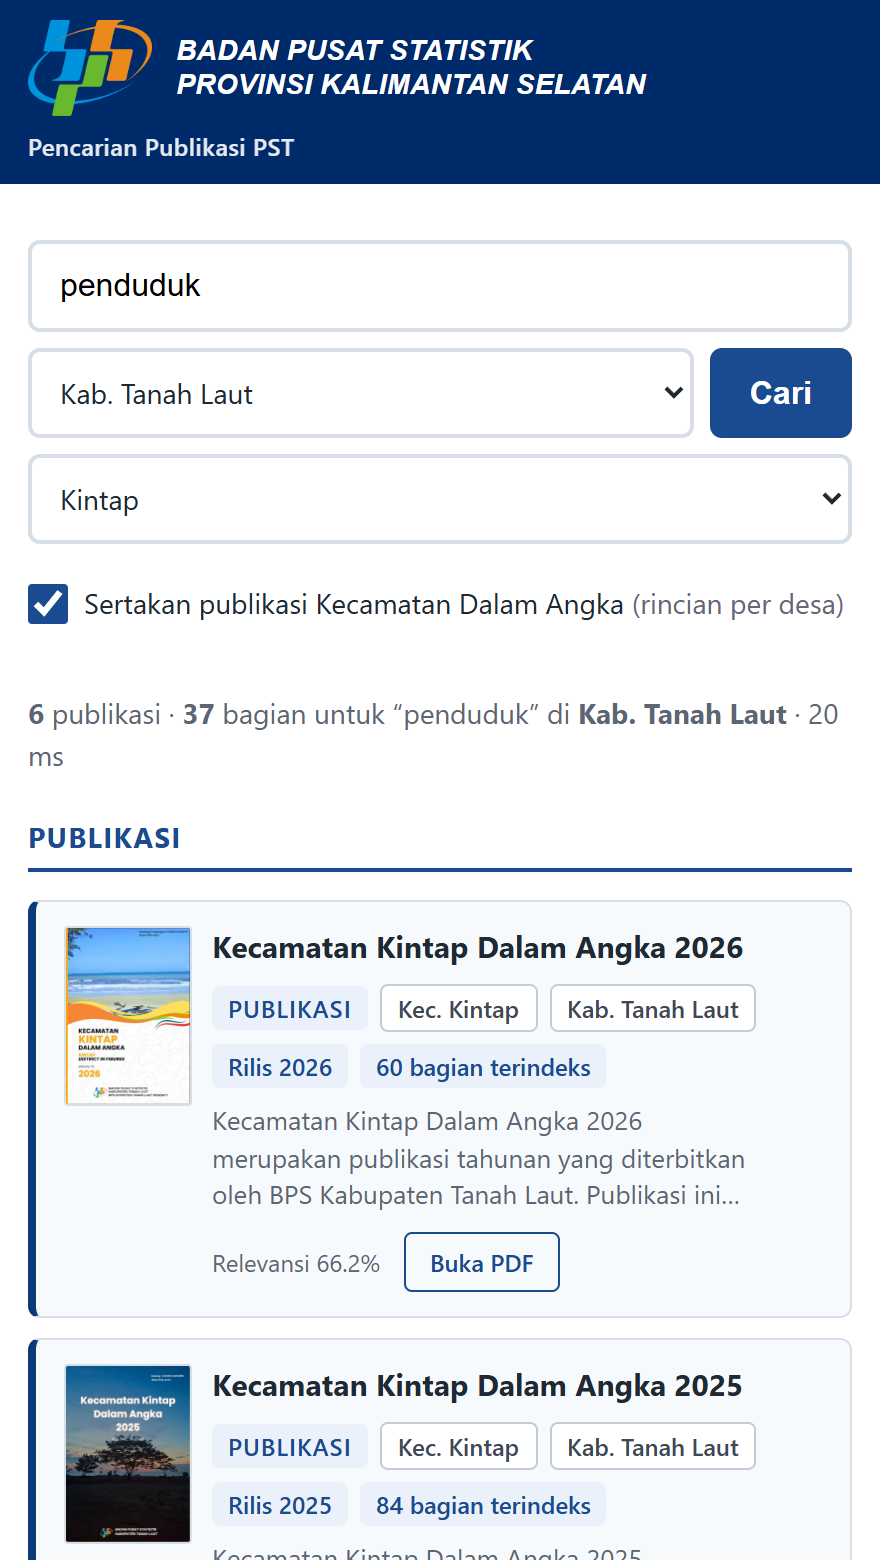 BADAN PUSAT STATISTIK
PROVINSI KALIMANTAN SELATAN
Pencarian Publikasi PST
penduduk
Kab. Tanah Laut
Cari
Kintap
Sertakan publikasi Kecamatan Dalam Angka (rincian per desa)
6 publikasi · 37 bagian untuk “penduduk” di Kab. Tanah Laut · 20
ms
PUBLIKASI
KECAMATAN
KINTAP
DALAM ANGKA
2026
Kecamatan Kintap Dalam Angka 2026
PUBLIKASI
Kec. Kintap
Kab. Tanah Laut
Rilis 2026
60 bagian terindeks
Kecamatan Kintap Dalam Angka 2026
merupakan publikasi tahunan yang diterbitkan
oleh BPS Kabupaten Tanah Laut. Publikasi ini...
Relevansi 66.2%
Buka PDF
Kecamatan Kintap
Dalam Angka
2025
Kecamatan Kintap Dalam Angka 2025
PUBLIKASI
Kec. Kintap
Kab. Tanah Laut
Rilis 2025
84 bagian terindeks
Kecamatan Kintap Dalam Angka 2025